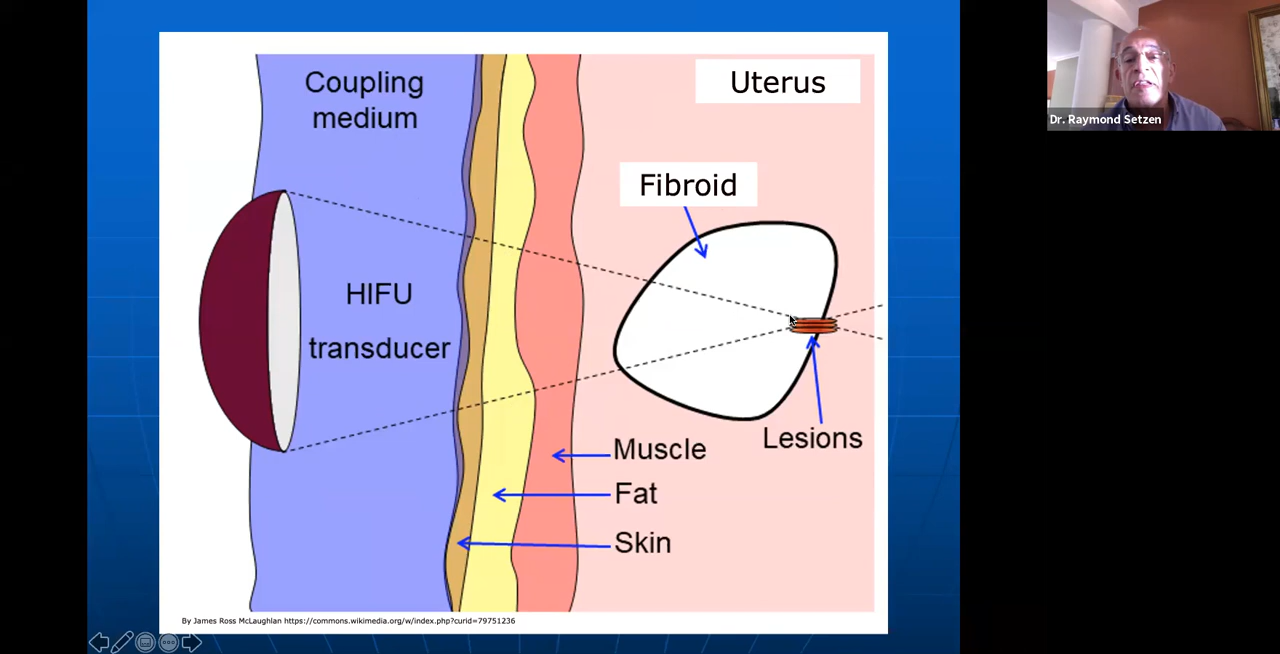 Coupling
medium
Uterus
Dr. Raymond Setzen
Fibroid
HIFU
transducer
Lesions
Muscle
Fat
Skin
By James Ross McLaughlan https://commons.wikimedia.org/w/index.php?curid=79751236